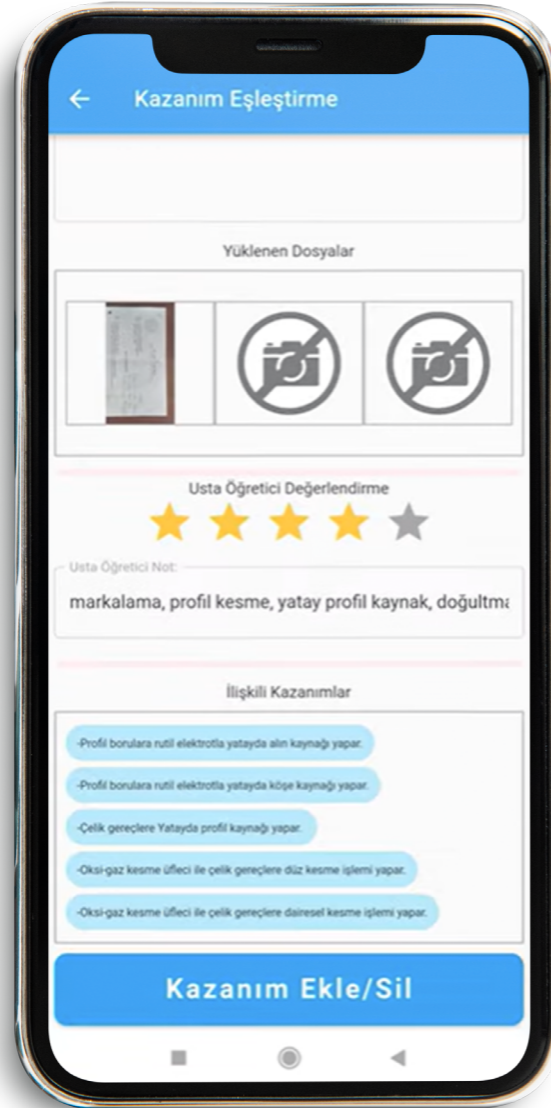 Kazanım Eşleştirme
Yüklenen Dosyalar
Usta Öğretici Değerlendirme
Usta Öğretici Not:
markalama, profil kesme, yatay profil kaynak, doğultma
İlişkili Kazanımlar
-Profil borulara rutil elektrotla yatayda alın kaynağı yapar.
-Profil borulara rutil elektrotla yatayda köşe kaynağı yapar.
-Çelik gereçlere Yatayda profil kaynağı yapar.
-Oksi-gaz kesme üfleci ile çelik gereçlere düz kesme işlemi yapar.
-Oksi-gaz kesme üfleci ile çelik gereçlere dairesel kesme işlemi yapar.
Kazanım Ekle/Sil